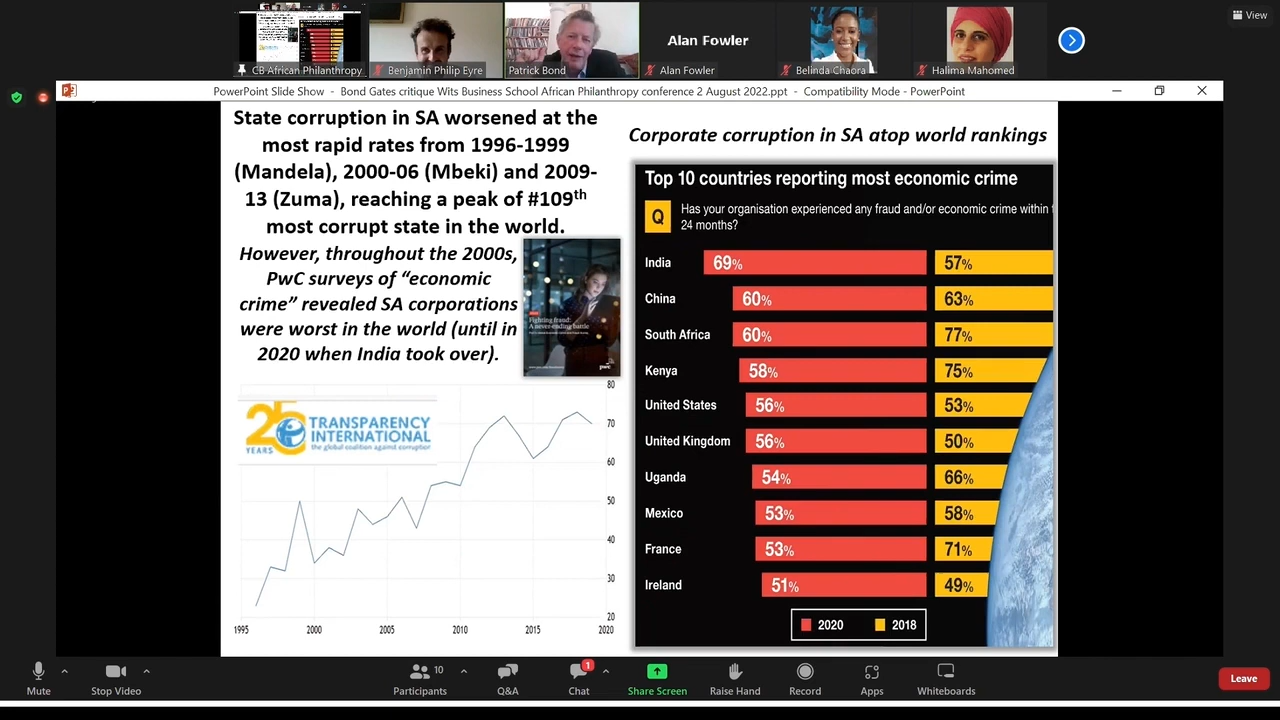 View
CB African Philanthropy
Benjamin Philip Eyre
Patrick Bond
Alan Fowler
Alan Fowler
Belinda Chaora
Halima Mahomed
PowerPoint Slide Show - Bond Gates critique Wits Business School African Philanthropy conference 2 August 2022.ppt - Compatibility Mode - PowerPoint
State corruption in SA worsened at the
most rapid rates from 1996-1999
(Mandela), 2000-06 (Mbeki) and 2009-
13 (Zuma), reaching a peak of #109th
most corrupt state in the world.
However, throughout the 2000s,
PwC surveys of “economic
crime” revealed SA corporations
were worst in the world (until in
2020 when India took over).
Fighting fraud:
A never-ending battle
pwc
25
YEARS
TRANSPARENCY
INTERNATIONAL
the global coalition against corruption
80
70
60
50
40
30
20
1995 2000 2005 2010 2015 2020
Corporate corruption in SA atop world rankings
Top 10 countries reporting most economic crime
Q
Has your organisation experienced any fraud and/or economic crime within
24 months?
India 69% 57%
China 60% 63%
South Africa 60% 77%
Kenya 58% 75%
United States 56% 53%
United Kingdom 56% 50%
Uganda 54% 66%
Mexico 53% 58%
France 53% 71%
Ireland 51% 49%
2020 2018
Mute
Stop Video
10
Participants
Q&A
1
Chat
Share Screen
Raise Hand
Record
Apps
Whiteboards
Leave